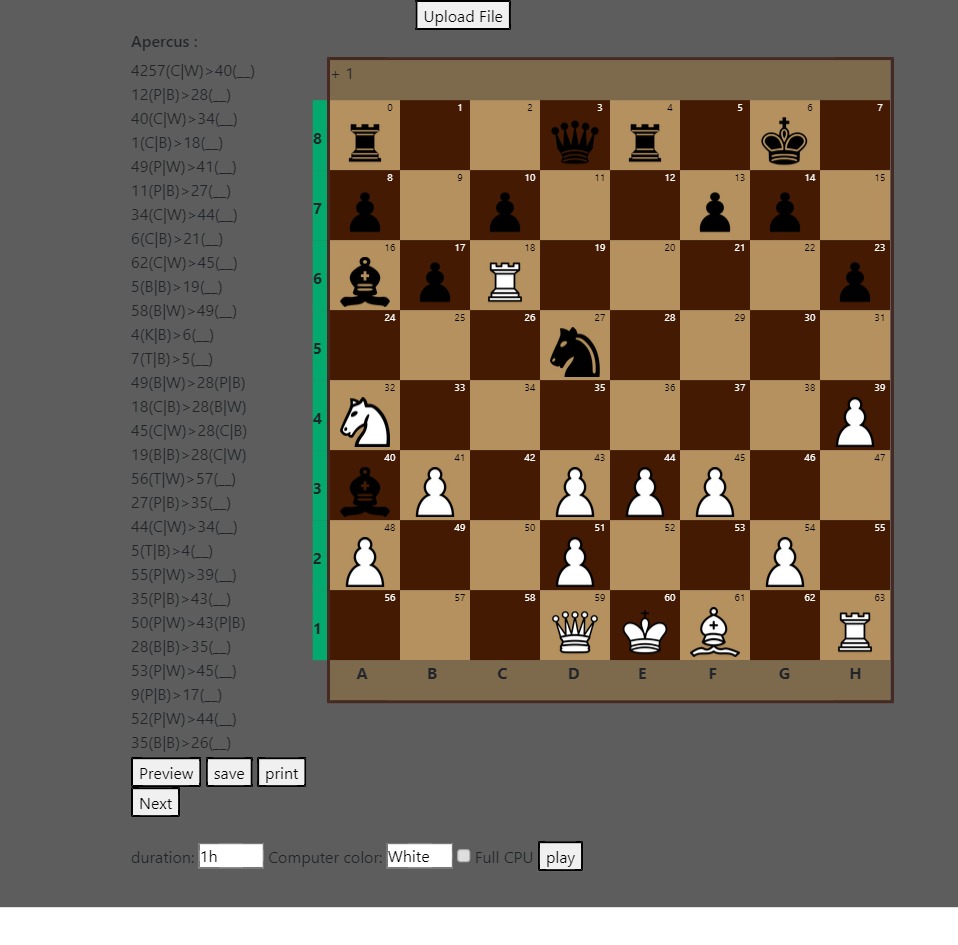 Upload File
Apercus :
4257(C|W)>40(__)
12(P|B)>28(__)
40(C|W)>34(__)
1(C|B)>18(__)
49(P|W)>41(__)
11(P|B)>27(__)
34(C|W)>44(__)
6(C|B)>21(__)
62(C|W)>45(__)
5(B|B)>19(__)
58(B|W)>49(__)
4(K|B)>6(__)
7(T|B)>5(__)
49(B|W)>28(P|B)
18(C|B)>28(B|W)
45(C|W)>28(C|B)
19(B|B)>28(C|W)
56(T|W)>57(__)
27(P|B)>35(__)
44(C|W)>34(__)
5(T|B)>4(__)
55(P|W)>39(__)
35(P|B)>43(__)
50(P|W)>43(P|B)
28(B|B)>35(__)
53(P|W)>45(__)
9(P|B)>17(__)
52(P|W)>44(__)
35(B|B)>26(__)
+ 1
0 1 2 3 4 5 6 7
8
8 9 10 11 12 13 14 15
7
16 17 18 19 20 21 22 23
6
24 25 26 27 28 29 30 31
5
32 33 34 35 36 37 38 39
4
40 41 42 43 44 45 46 47
3
48 49 50 51 52 53 54 55
2
56 57 58 59 60 61 62 63
1
A B C D E F G H
Preview save print
Next
duration: 1h Computer color: White Full CPU play